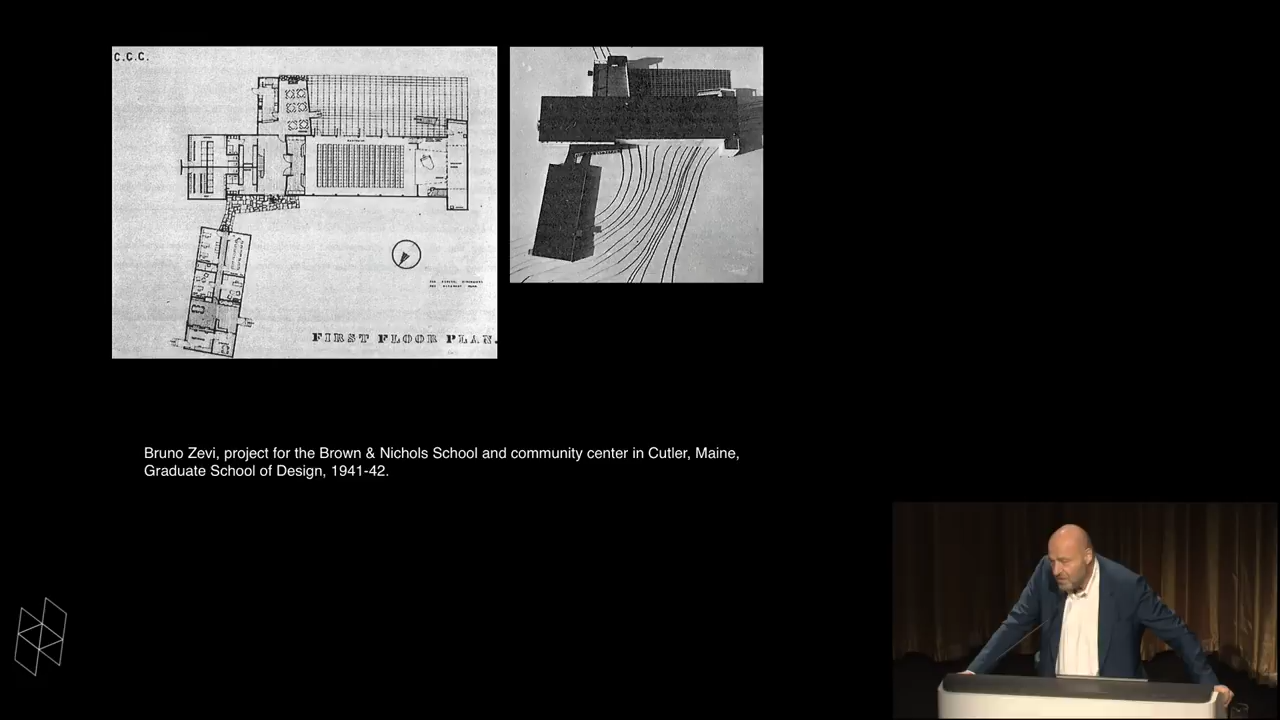 C.C.C.
FIRST FLOOR PLAN.
Bruno Zevi, project for the Brown & Nichols School and community center in Cutler, Maine,
Graduate School of Design, 1941-42.